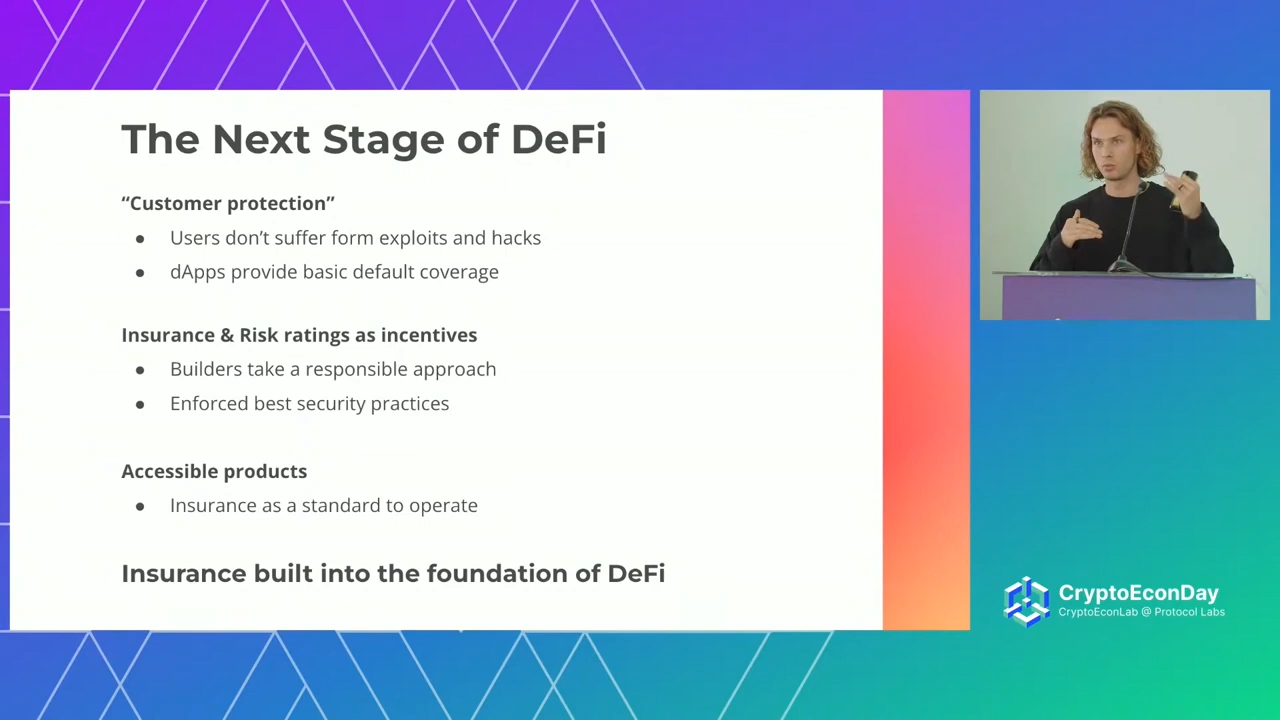 The Next Stage of DeFi
“Customer protection”
● Users don’t suffer form exploits and hacks
● dApps provide basic default coverage
Insurance & Risk ratings as incentives
● Builders take a responsible approach
● Enforced best security practices
Accessible products
● Insurance as a standard to operate
Insurance built into the foundation of DeFi
CryptoEconDay
CryptoEconLab @ Protocol Labs